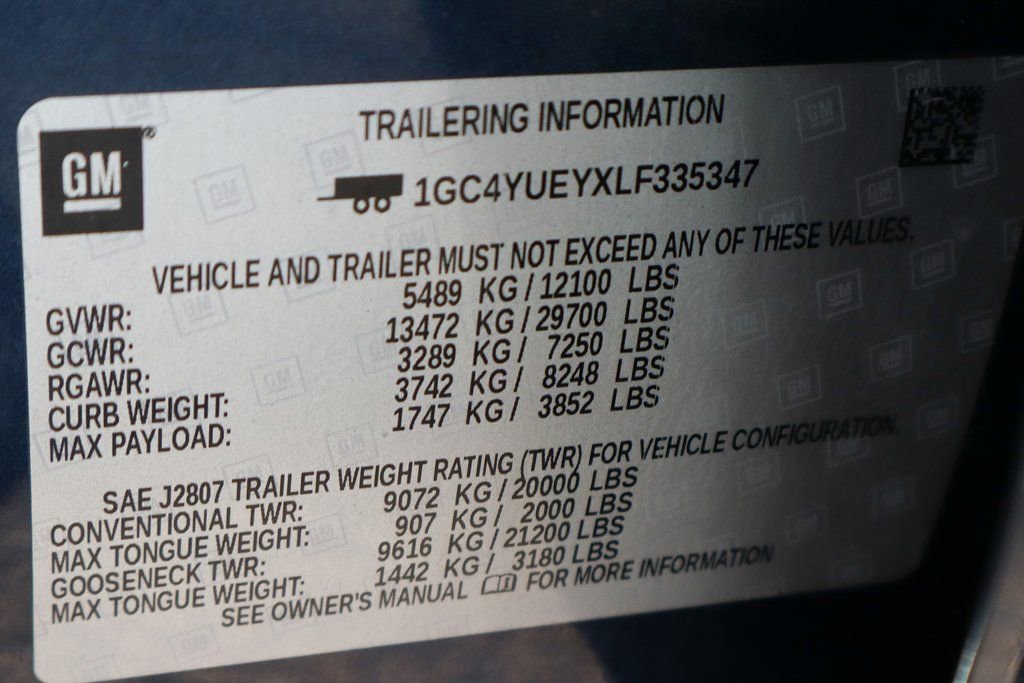 GM ®
TRAILERING INFORMATION
1GC4YUEYXLF335347
VEHICLE AND TRAILER MUST NOT EXCEED ANY OF THESE VALUES.
GVWR: 5489 KG/12100 LBS
GCWR: 13472 KG/29700 LBS
RGAWR: 3289 KG/ 7250 LBS
CURB WEIGHT: 3742 KG/ 8248 LBS
MAX PAYLOAD: 1747 KG/ 3852 LBS
SAE J2807 TRAILER WEIGHT RATING (TWR) FOR VEHICLE CONFIGURATION.
CONVENTIONAL TWR: 9072 KG/20000 LBS
MAX TONGUE WEIGHT: 907 KG/ 2000 LBS
GOOSENECK TWR: 9616 KG/21200 LBS
MAX TONGUE WEIGHT: 1442 KG/ 3180 LBS
SEE OWNER'S MANUAL FOR MORE INFORMATION